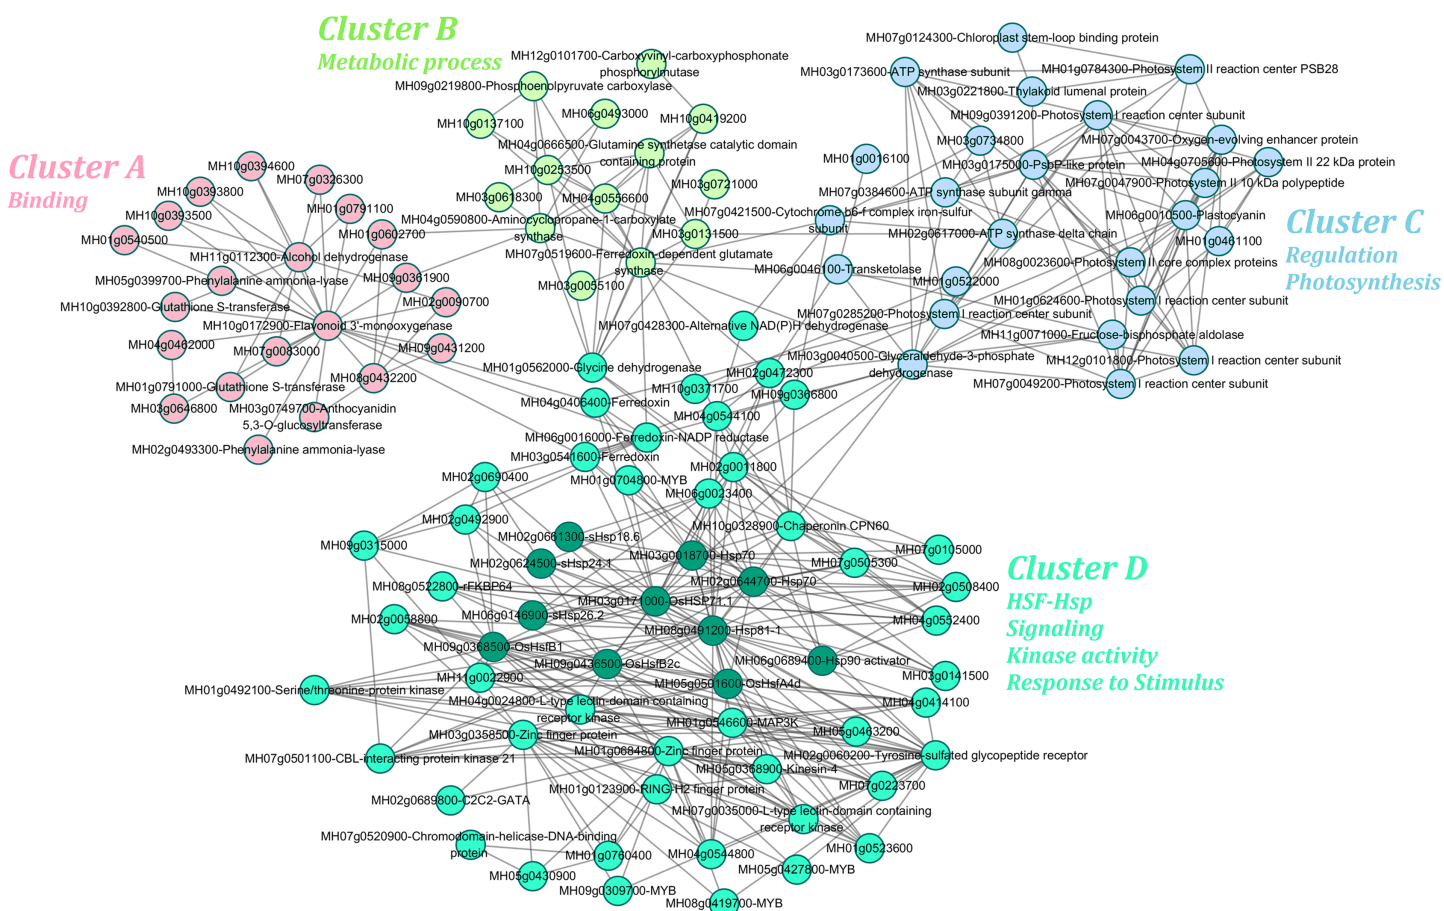 Cluster A
Binding
MH10g0394600
MH07g0326300
MH10g0393800
MH01g0791100
MH10g0393500
MH01g0602700
MH01g0540500
MH11g0112300-Alcohol dehydrogenase
MH09g0361900
MH05g0399700-Phenylalanine ammonia-lyase
MH02g0090700
MH10g0392800-Glutathione S-transferase
MH10g0172900-Flavonoid 3'-monooxygenase
MH04g0462000
MH07g0083000
MH09g0431200
MH08g0432200
MH01g0791000-Glutathione S-transferase
MH03g0646800
MH03g0749700-Anthocyanidin
5,3-O-glucosyltransferase
MH02g0493300-Phenylalanine ammonia-lyase
Cluster B
Metabolic process
MH12g0101700-Carboxyvinyl-carboxyphosphonate
phosphorylmutase
MH09g0219800-Phosphoenolpyruvate carboxylase
MH06g0493000
MH10g0137100
MH10g0419200
MH04g0666500-Glutamine synthetase catalytic domain
containing protein
MH10g0253500
MH03g0721000
MH03g0618300
MH04g0556600
MH04g0590800-Aminocyclopropane-1-carboxylate
synthase
MH03g0131500
MH07g0519600-Ferredoxin-dependent glutamate
synthase
MH03g0055100
Cluster C
Regulation
Photosynthesis
MH07g0124300-Chloroplast stem-loop binding protein
MH03g0173600-ATP synthase subunit
MH01g0784300-Photosystem II reaction center PSB28
MH03g0221800-Thylakoid lumenal protein
MH09g0391200-Photosystem I reaction center subunit
MH03g0734800
MH07g0043700-Oxygen-evolving enhancer protein
MH01g0016100
MH03g0175000-PsbP-like protein
MH04g0705600-Photosystem II 22 kDa protein
MH07g0384600-ATP synthase subunit gamma
MH07g0047900-Photosystem II 10 kDa polypeptide
MH07g0421500-Cytochrome b6-f complex iron-sulfur
subunit
MH06g0010500-Plastocyanin
MH02g0617000-ATP synthase delta chain
MH01g0461100
MH06g0046100-Transketolase
MH08g0023600-Photosystem II core complex proteins
MH01g0522000
MH01g0624600-Photosystem I reaction center subunit
MH07g0285200-Photosystem I reaction center subunit
MH11g0071000-Fructose-bisphosphate aldolase
MH03g0040500-Glyceraldehyde-3-phosphate
dehydrogenase
MH12g0101800-Photosystem I reaction center subunit
MH07g0049200-Photosystem I reaction center subunit
Cluster D
HSF-Hsp
Signaling
Kinase activity
Response to Stimulus
MH07g0428300-Alternative NAD(P)H dehydrogenase
MH01g0562000-Glycine dehydrogenase
MH02g0472300
MH10g0371700
MH09g0366800
MH04g0406400-Ferredoxin
MH04g0544100
MH06g0016000-Ferredoxin-NADP reductase
MH03g0541600-Ferredoxin
MH02g0011800
MH02g0690400
MH01g0704800-MYB
MH06g0023400
MH02g0492900
MH10g0328900-Chaperonin CPN60
MH02g0661300-sHsp18.6
MH09g0315000
MH03g0018700-Hsp70
MH07g0105000
MH02g0624500-sHsp24.1
MH07g0505300
MH08g0522800-rFKBP64
MH02g0644700-Hsp70
MH02g0508400
MH03g0171000-OsHSP71.1
MH06g0146900-sHsp26.2
MH02g0058800
MH04g0552400
MH08g0491200-Hsp81-1
MH09g0368500-OsHsfB1
MH09g0436500-OsHsfB2c
MH06g0689400-Hsp90 activator
MH11g0022900
MH03g0141500
MH01g0492100-Serine/threonine-protein kinase
MH05g0501600-OsHsfA4d
MH04g0024800-L-type lectin-domain containing
receptor kinase
MH04g0414100
MH01g0546600-MAP3K
MH05g0463200
MH03g0358500-Zinc finger protein
MH01g0684800-Zinc finger protein
MH02g0060200-Tyrosine-sulfated glycopeptide receptor
MH07g0501100-CBL-interacting protein kinase 21
MH05g0368900-Kinesin-4
MH07g0223700
MH01g0123900-RING-H2 finger protein
MH02g0689800-C2C2-GATA
MH07g0035000-L-type lectin-domain containing
receptor kinase
MH07g0520900-Chromodomain-helicase-DNA-binding
protein
MH01g0760400
MH04g0544800
MH01g0523600
MH05g0430900
MH05g0427800-MYB
MH09g0309700-MYB
MH08g0419700-MYB